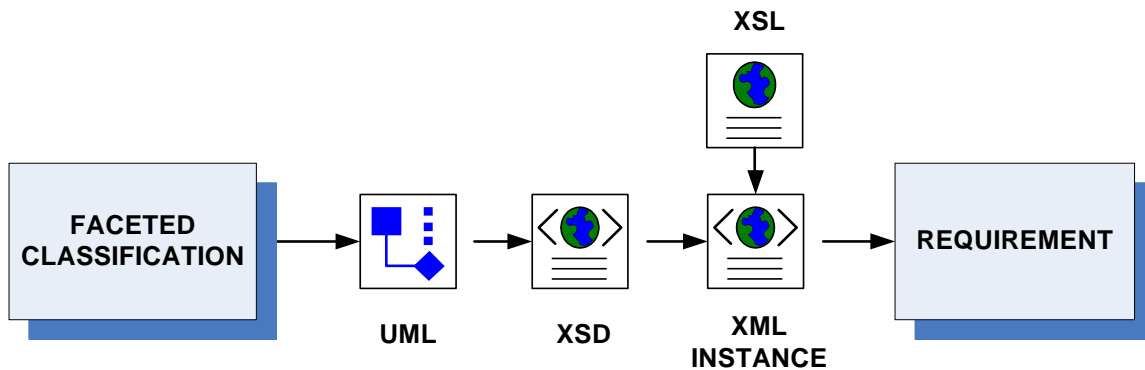 XSL
FACETED
CLASSIFICATION
REQUIREMENT
UML
XSD
XML
INSTANCE